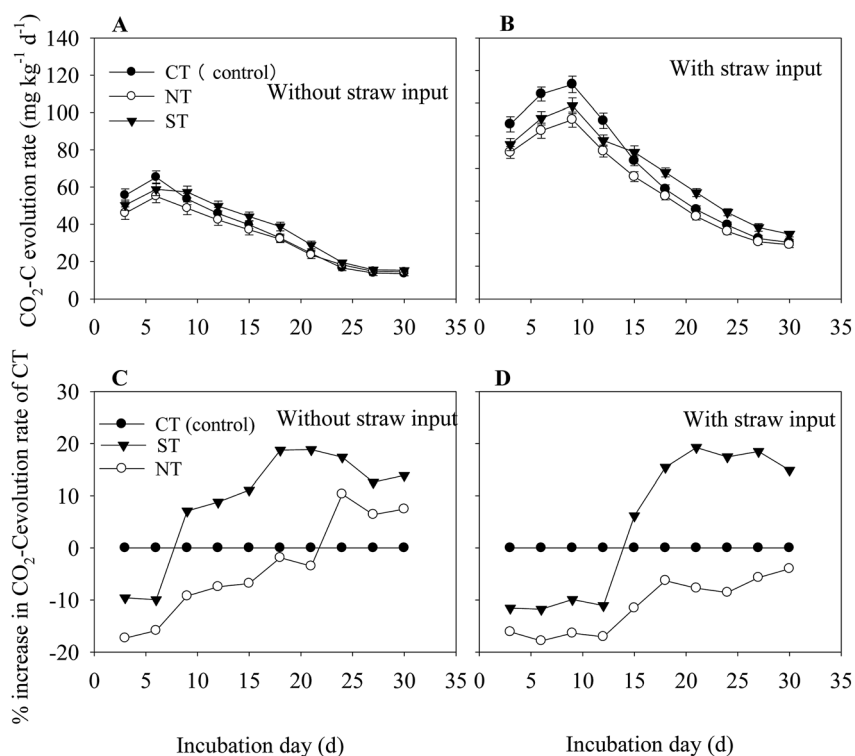 A
B
CO₂-C evolution rate (mg kg⁻¹ d⁻¹)
140
120
100
80
60
40
20
0
CT ( control)
NT
ST
Without straw input
With straw input
0 5 10 15 20 25 30 35
0 5 10 15 20 25 30 35
C
D
% increase in CO₂-Cevolution rate of CT
30
20
10
0
-10
-20
CT (control)
ST
NT
Without straw input
With straw input
0 5 10 15 20 25 30 35
0 5 10 15 20 25 30 35
Incubation day (d)
Incubation day (d)